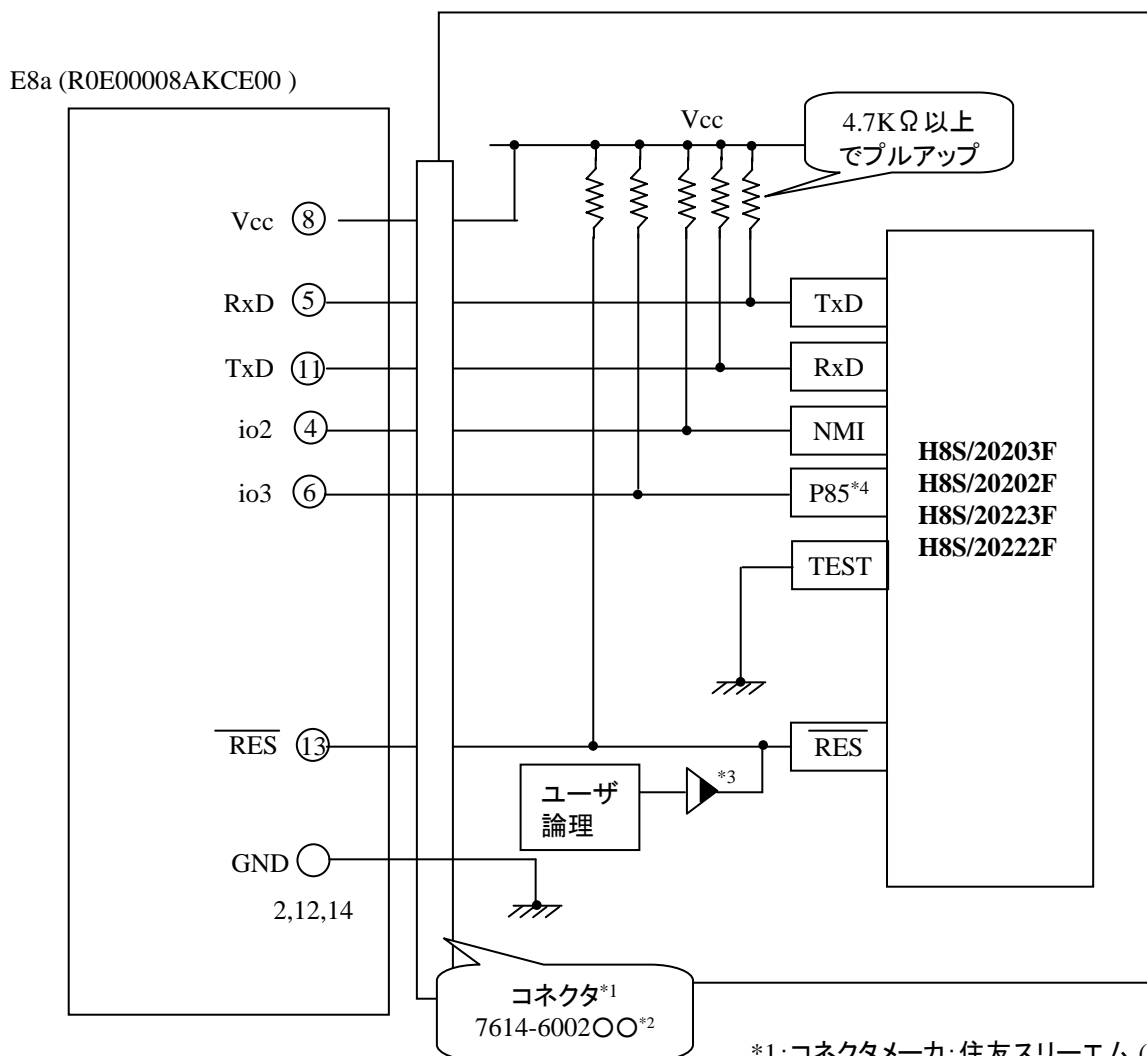 E8a (R0E00008AKCE00 )
Vcc
4.7KΩ以上
でプルアップ
Vcc 8
RxD 5
TxD
TxD 11
RxD
io2 4
NMI
io3 6
P85*4
TEST
H8S/20203F
H8S/20202F
H8S/20223F
H8S/20222F
RES 13
RES
ユーザ
論理
*3
GND
2,12,14
コネクタ*1
7614-6002○○*2
*1:コネクタメーカ:住友スリーエム (